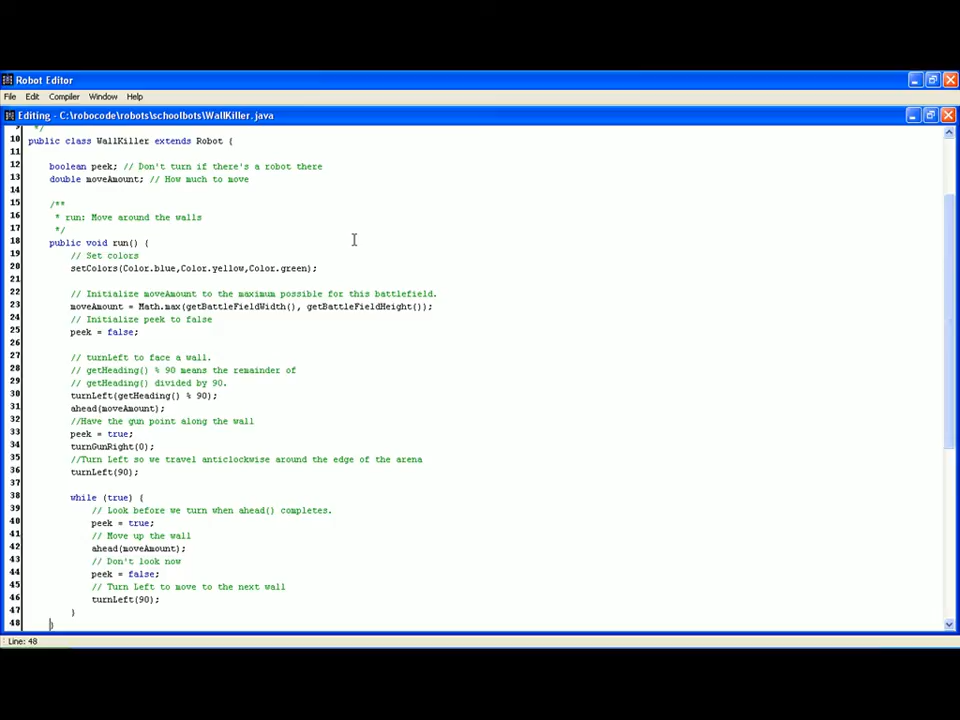 Robot Editor
File Edit Compiler Window Help
Editing - C:\robocode\robots\schoolbots\WallKiller.java
9 */
10 public class WallKiller extends Robot {
11
12 boolean peek; // Don't turn if there's a robot there
13 double moveAmount; // How much to move
14
15 /**
16 * run: Move around the walls
17 */
18 public void run() {
19 // Set colors
20 setColors(Color.blue,Color.yellow,Color.green);
21
22 // Initialize moveAmount to the maximum possible for this battlefield.
23 moveAmount = Math.max(getBattleFieldWidth(), getBattleFieldHeight());
24 // Initialize peek to false
25 peek = false;
26
27 // turnLeft to face a wall.
28 // getHeading() % 90 means the remainder of
29 // getHeading() divided by 90.
30 turnLeft(getHeading() % 90);
31 ahead(moveAmount);
32 //Have the gun point along the wall
33 peek = true;
34 turnGunRight(0);
35 //Turn Left so we travel anticlockwise around the edge of the arena
36 turnLeft(90);
37
38 while (true) {
39 // Look before we turn when ahead() completes.
40 peek = true;
41 // Move up the wall
42 ahead(moveAmount);
43 // Don't look now
44 peek = false;
45 // Turn Left to move to the next wall
46 turnLeft(90);
47 }
48 }
Line: 48